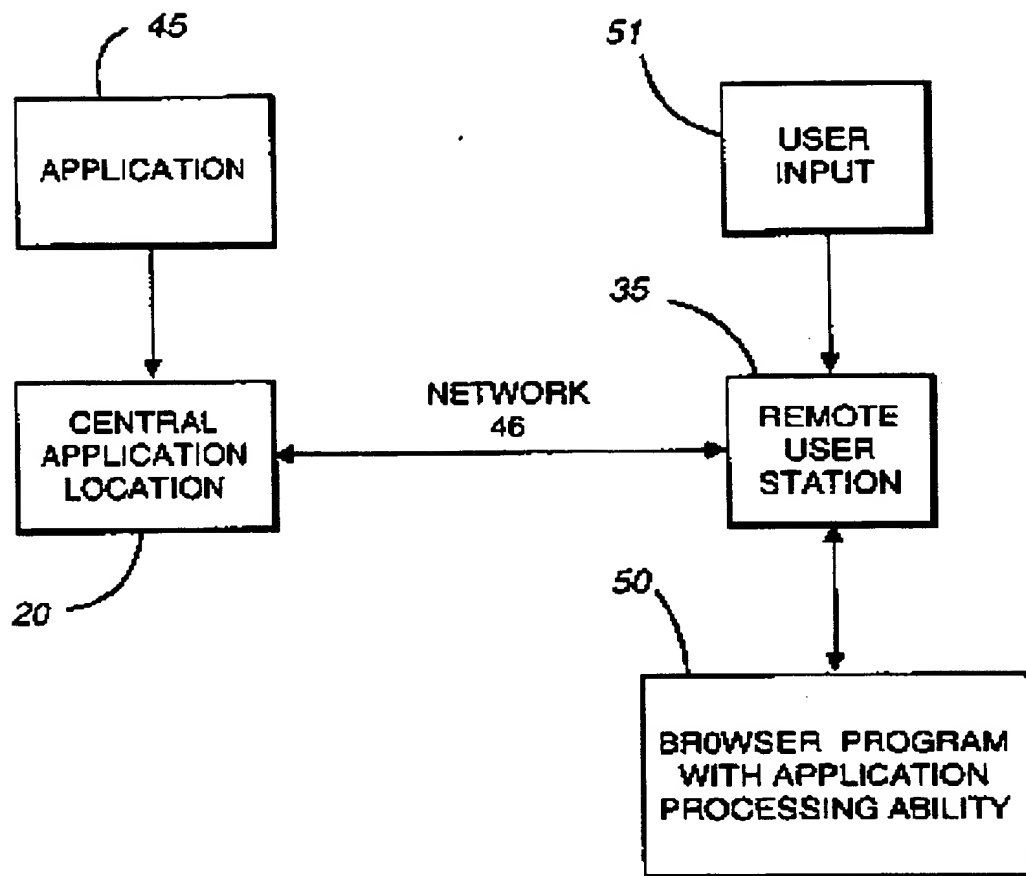 45
APPLICATION
51
USER
INPUT
35
CENTRAL
APPLICATION
LOCATION
20
NETWORK
46
REMOTE
USER
STATION
50
BROWSER PROGRAM
WITH APPLICATION
PROCESSING ABILITY